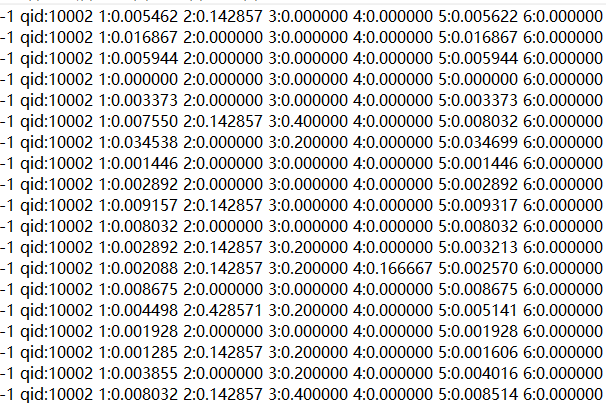 -1 qid:10002 1:0.005462 2:0.142857 3:0.000000 4:0.000000 5:0.005622 6:0.000000
-1 qid:10002 1:0.016867 2:0.000000 3:0.000000 4:0.000000 5:0.016867 6:0.000000
-1 qid:10002 1:0.005944 2:0.000000 3:0.000000 4:0.000000 5:0.005944 6:0.000000
-1 qid:10002 1:0.000000 2:0.000000 3:0.000000 4:0.000000 5:0.000000 6:0.000000
-1 qid:10002 1:0.003373 2:0.000000 3:0.000000 4:0.000000 5:0.003373 6:0.000000
-1 qid:10002 1:0.007550 2:0.142857 3:0.400000 4:0.000000 5:0.008032 6:0.000000
-1 qid:10002 1:0.034538 2:0.000000 3:0.200000 4:0.000000 5:0.034699 6:0.000000
-1 qid:10002 1:0.001446 2:0.000000 3:0.000000 4:0.000000 5:0.001446 6:0.000000
-1 qid:10002 1:0.002892 2:0.000000 3:0.000000 4:0.000000 5:0.002892 6:0.000000
-1 qid:10002 1:0.009157 2:0.142857 3:0.000000 4:0.000000 5:0.009317 6:0.000000
-1 qid:10002 1:0.008032 2:0.000000 3:0.000000 4:0.000000 5:0.008032 6:0.000000
-1 qid:10002 1:0.002892 2:0.142857 3:0.200000 4:0.000000 5:0.003213 6:0.000000
-1 qid:10002 1:0.002088 2:0.142857 3:0.200000 4:0.166667 5:0.002570 6:0.000000
-1 qid:10002 1:0.008675 2:0.000000 3:0.000000 4:0.000000 5:0.008675 6:0.000000
-1 qid:10002 1:0.004498 2:0.428571 3:0.200000 4:0.000000 5:0.005141 6:0.000000
-1 qid:10002 1:0.001928 2:0.000000 3:0.000000 4:0.000000 5:0.001928 6:0.000000
-1 qid:10002 1:0.001285 2:0.142857 3:0.200000 4:0.000000 5:0.001606 6:0.000000
-1 qid:10002 1:0.003855 2:0.000000 3:0.200000 4:0.000000 5:0.004016 6:0.000000
-1 qid:10002 1:0.008032 2:0.142857 3:0.400000 4:0.000000 5:0.008514 6:0.000000